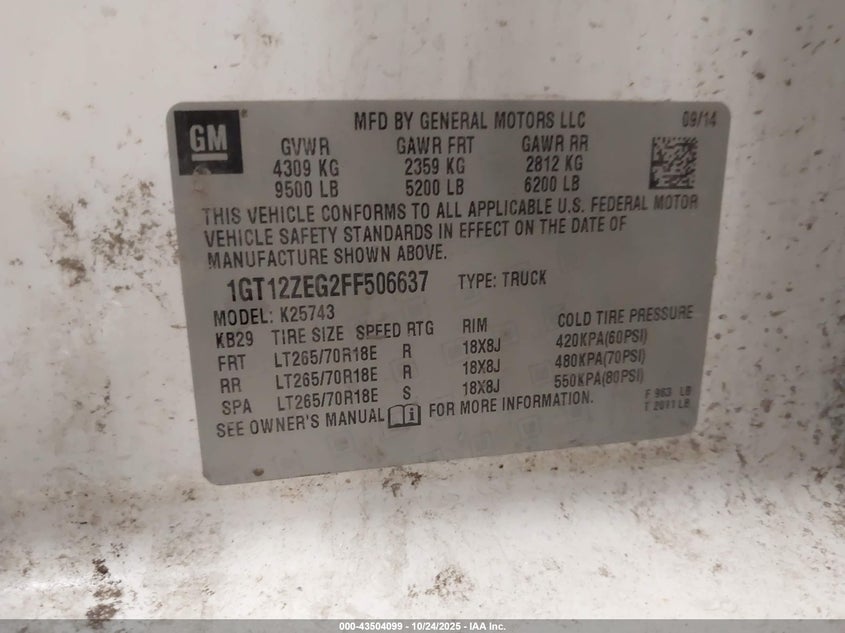 GM
MFD BY GENERAL MOTORS LLC 09/14
GVWR GAWR FRT GAWR RR
4309 KG 2359 KG 2812 KG
9500 LB 5200 LB 6200 LB
THIS VEHICLE CONFORMS TO ALL APPLICABLE U.S. FEDERAL MOTOR
VEHICLE SAFETY STANDARDS IN EFFECT ON THE DATE OF
MANUFACTURE SHOWN ABOVE.
1GT12ZEG2FF506637 TYPE: TRUCK
MODEL: K25743
KB29 TIRE SIZE SPEED RTG RIM COLD TIRE PRESSURE
FRT LT265/70R18E R 18X8J 420KPA(60PSI)
RR LT265/70R18E R 18X8J 480KPA(70PSI)
SPA LT265/70R18E S 18X8J 550KPA(80PSI)
SEE OWNER'S MANUAL FOR MORE INFORMATION.
F 963 LB
T 2011 LB
000-43504099 - 10/24/2025 - IAA Inc.